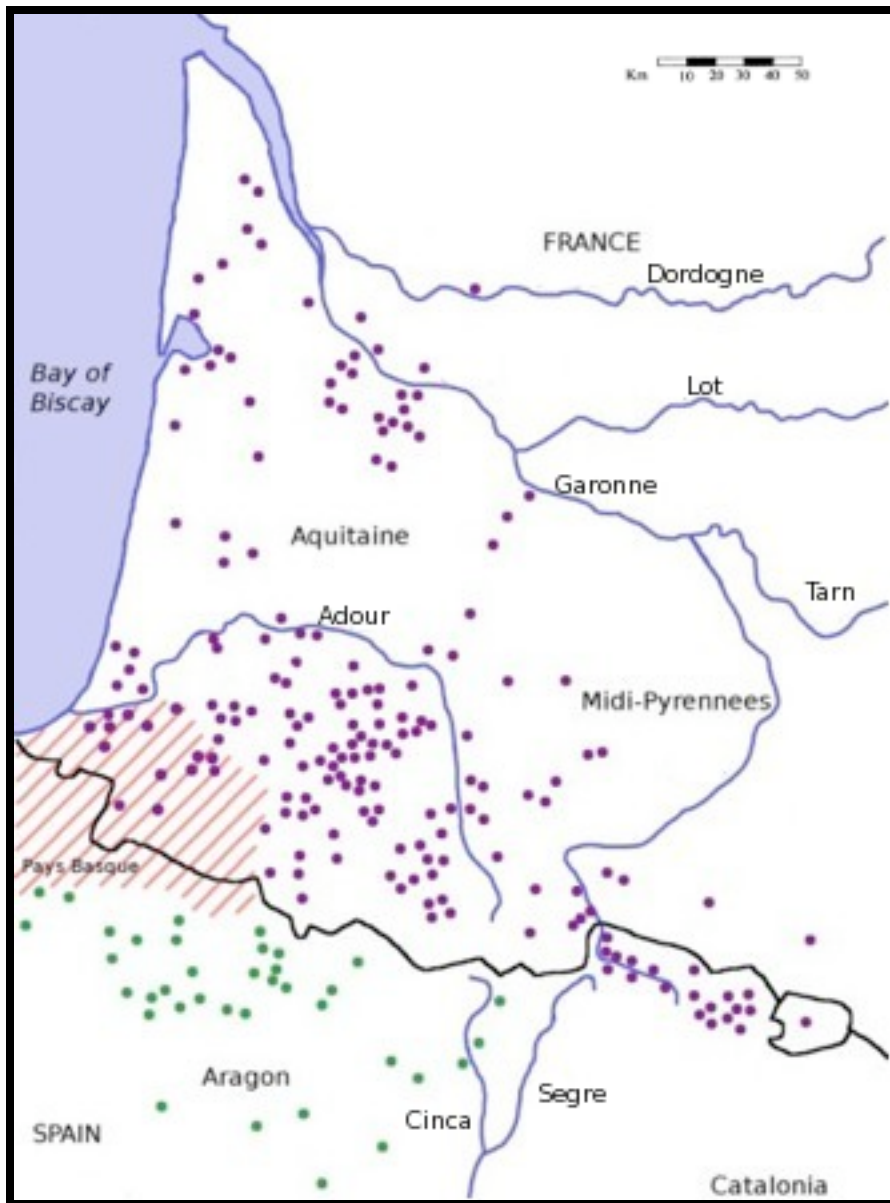 Km 10 20 30 40 50
FRANCE
Dordogne
Bay of
Biscay
Lot
Garonne
Aquitaine
Tarn
Adour
Midi-Pyrennees
Pays Basque
Aragon
Segre
Cinca
SPAIN
Catalonia